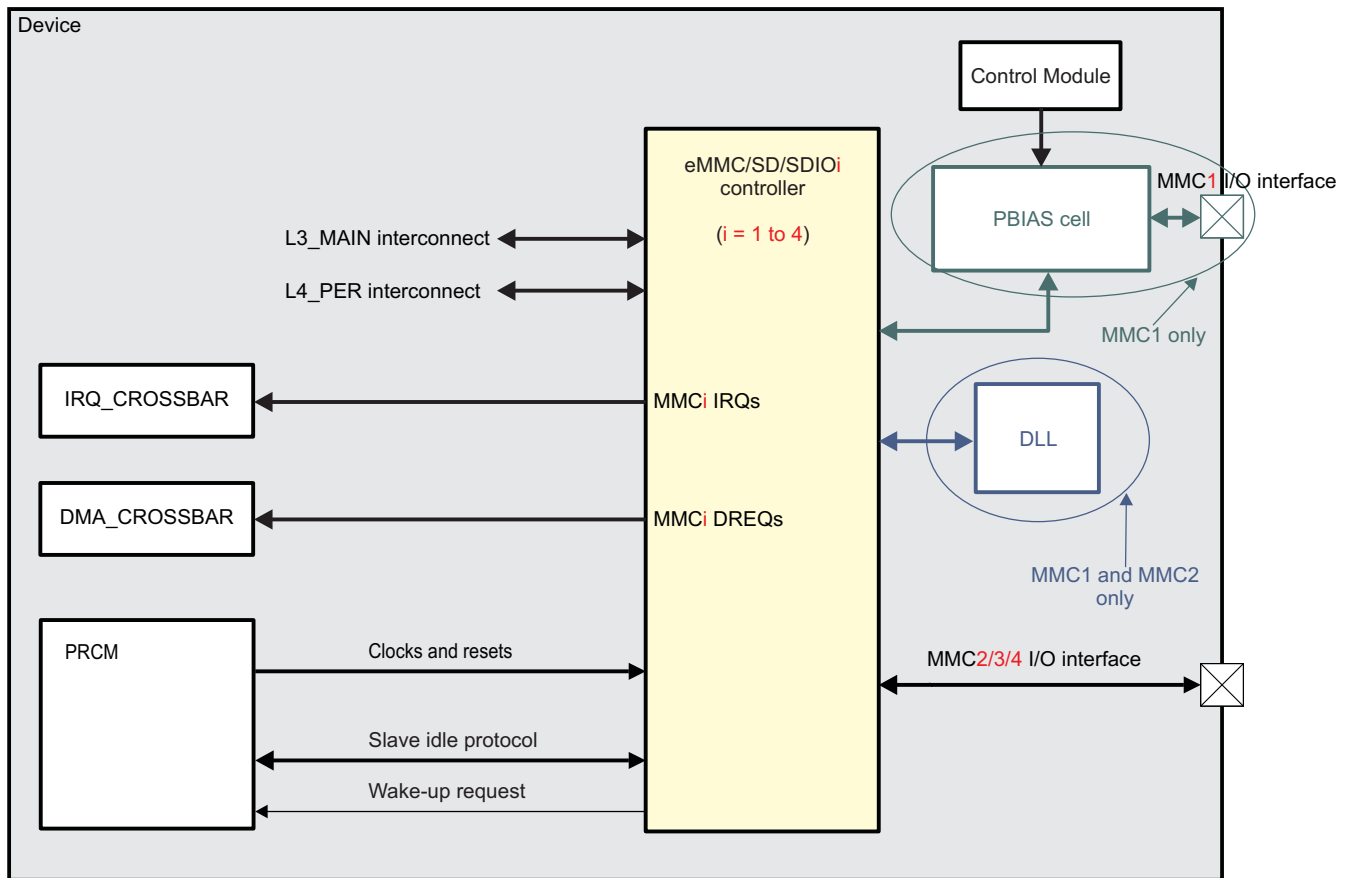 Device
Control Module
eMMC/SD/SDIOi
controller
(i = 1 to 4)
MMC1 I/O interface
PBIAS cell
L3_MAIN interconnect
L4_PER interconnect
MMC1 only
IRQ_CROSSBAR
MMCi IRQs
DLL
DMA_CROSSBAR
MMCi DREQs
MMC1 and MMC2
only
PRCM
Clocks and resets
MMC2/3/4 I/O interface
Slave idle protocol
Wake-up request